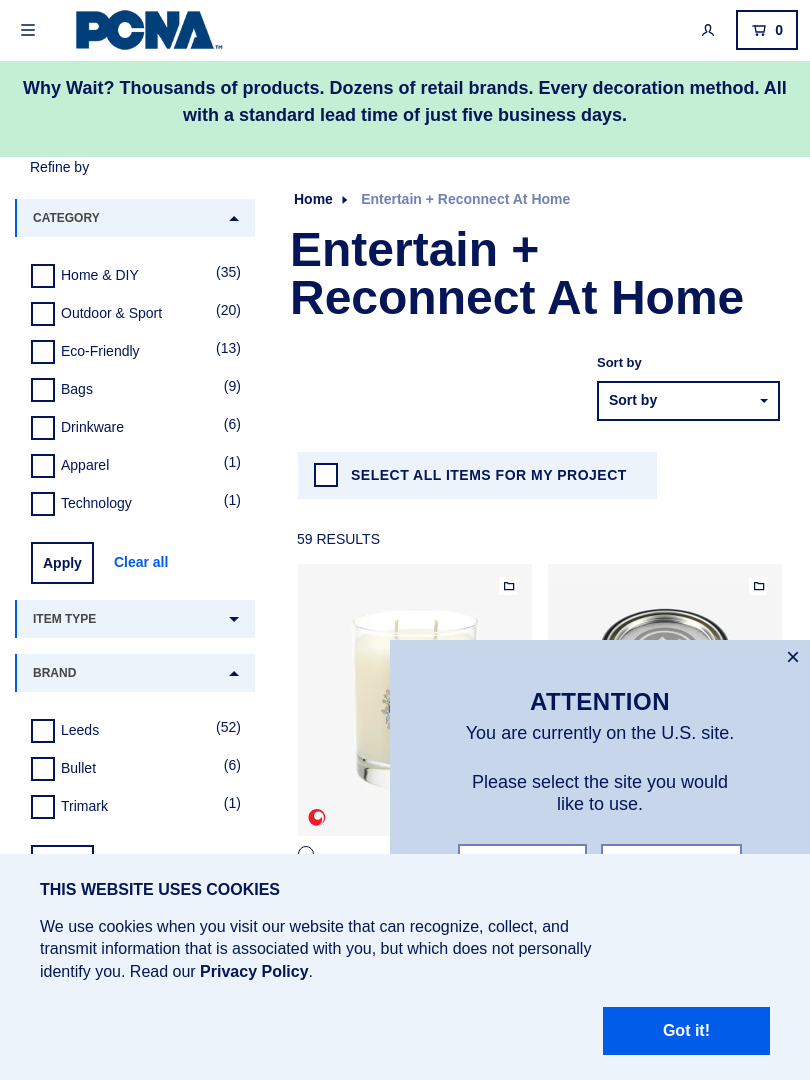 PCNA™
0
Why Wait? Thousands of products. Dozens of retail brands. Every decoration method. All
with a standard lead time of just five business days.
Refine by
CATEGORY
Home & DIY (35)
Outdoor & Sport (20)
Eco-Friendly (13)
Bags (9)
Drinkware (6)
Apparel (1)
Technology (1)
Apply Clear all
ITEM TYPE
BRAND
Leeds (52)
Bullet (6)
Trimark (1)
Home Entertain + Reconnect At Home
Entertain +
Reconnect At Home
Sort by
Sort by
SELECT ALL ITEMS FOR MY PROJECT
59 RESULTS
×
ATTENTION
You are currently on the U.S. site.
Please select the site you would
like to use.
THIS WEBSITE USES COOKIES
We use cookies when you visit our website that can recognize, collect, and
transmit information that is associated with you, but which does not personally
identify you. Read our Privacy Policy.
Got it!